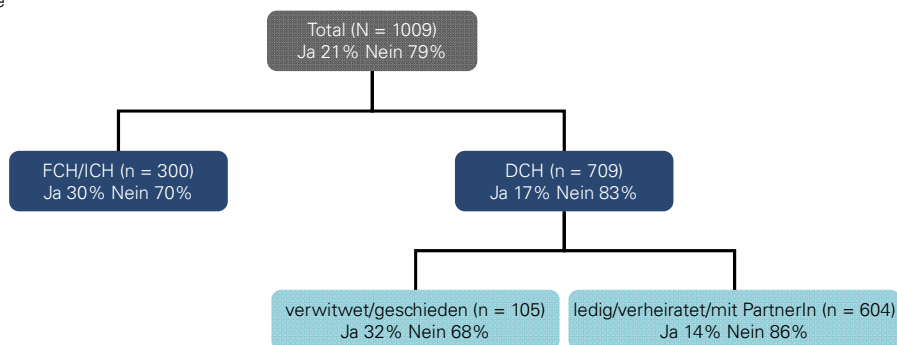 Total (N = 1009)
Ja 21% Nein 79%
FCH/ICH (n = 300)
Ja 30% Nein 70%
DCH (n = 709)
Ja 17% Nein 83%
verwitwet/geschieden (n = 105)
Ja 32% Nein 68%
ledig/verheiratet/mit PartnerIn (n = 604)
Ja 14% Nein 86%